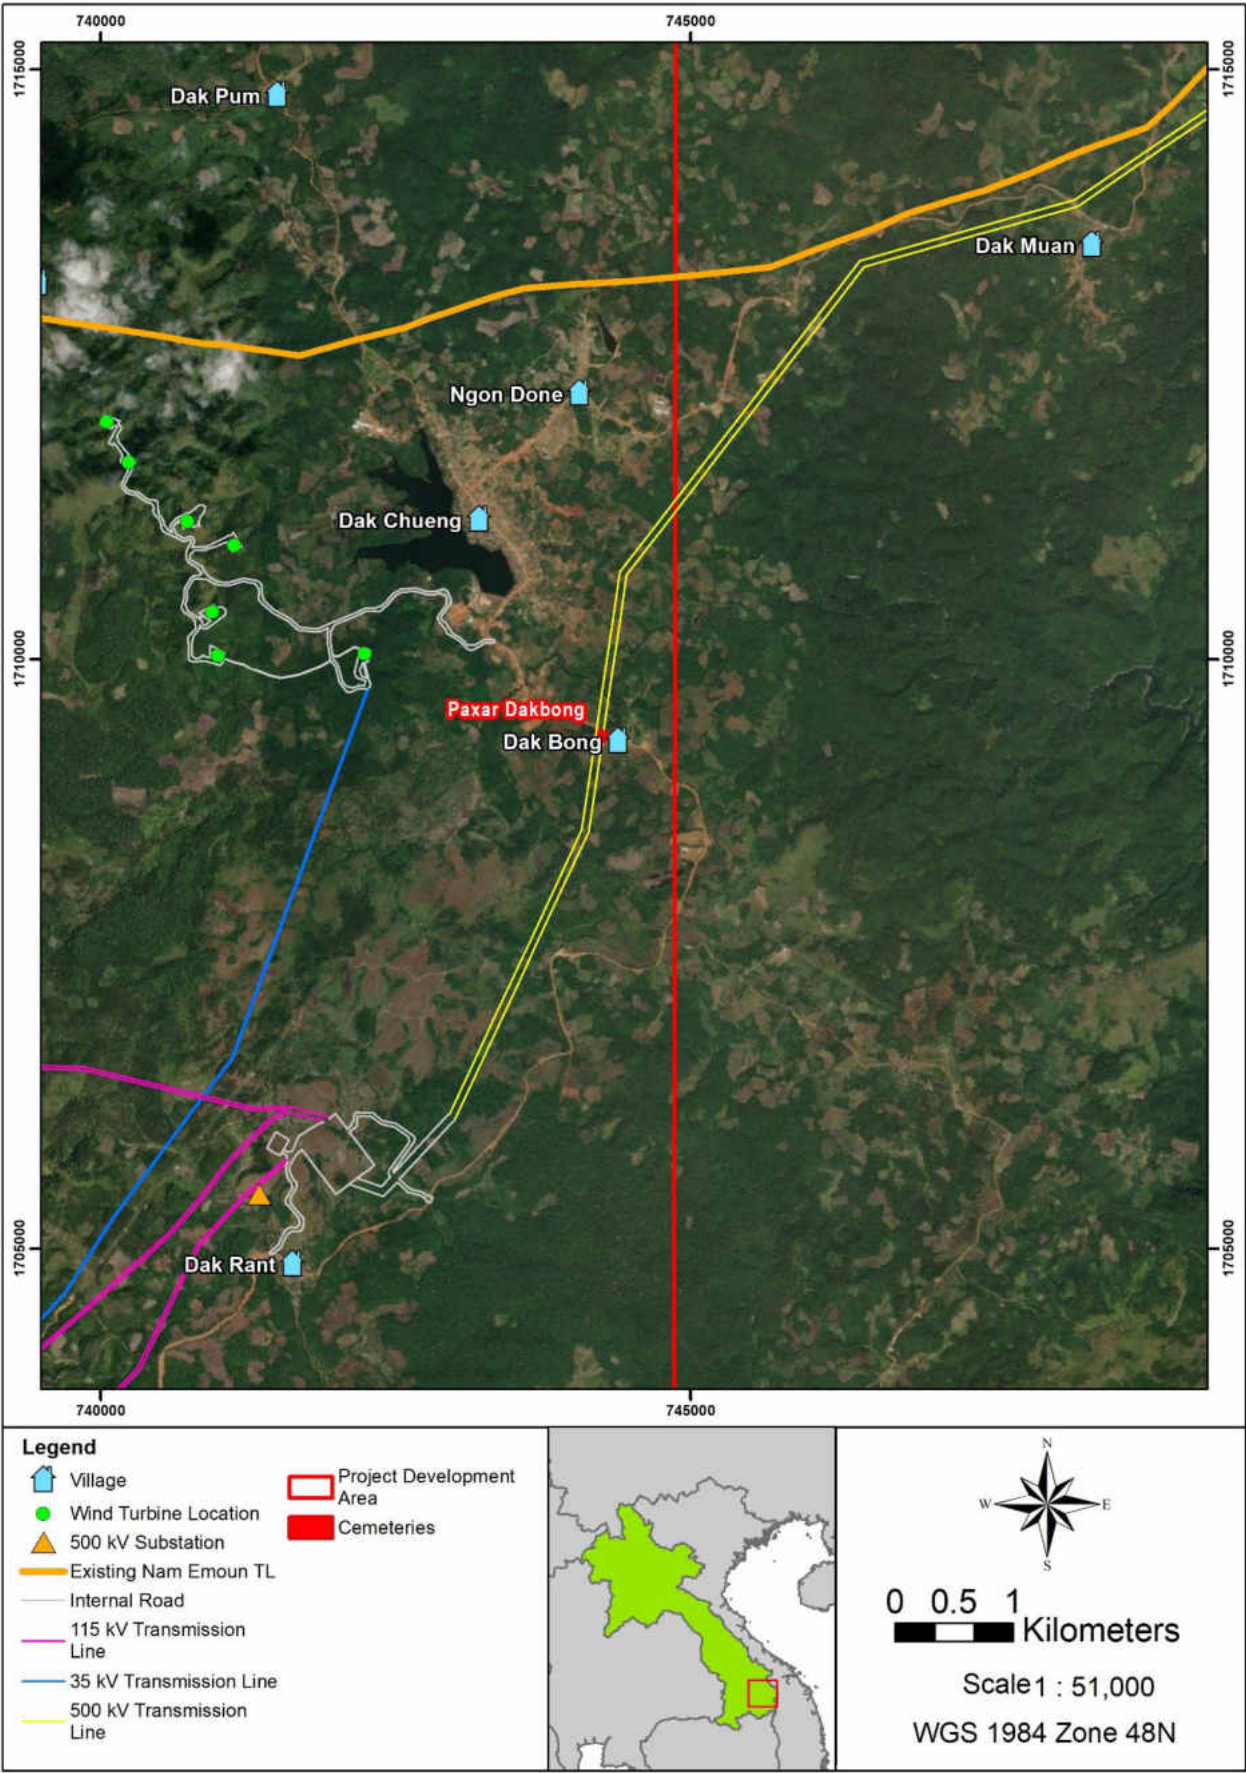 740000
745000
1715000
1715000
Dak Pum
Dak Muan
Ngon Done
Dak Chueng
1710000
1710000
Paxar Dakbong
Dak Bong
1705000
1705000
Dak Rant
740000
745000
Legend
Village
Wind Turbine Location
500 kV Substation
Existing Nam Emoun TL
Internal Road
115 kV Transmission
Line
35 kV Transmission Line
500 kV Transmission
Line
Project Development
Area
Cemeteries
N
W
E
S
0 0.5 1
Kilometers
Scale 1 : 51,000
WGS 1984 Zone 48N